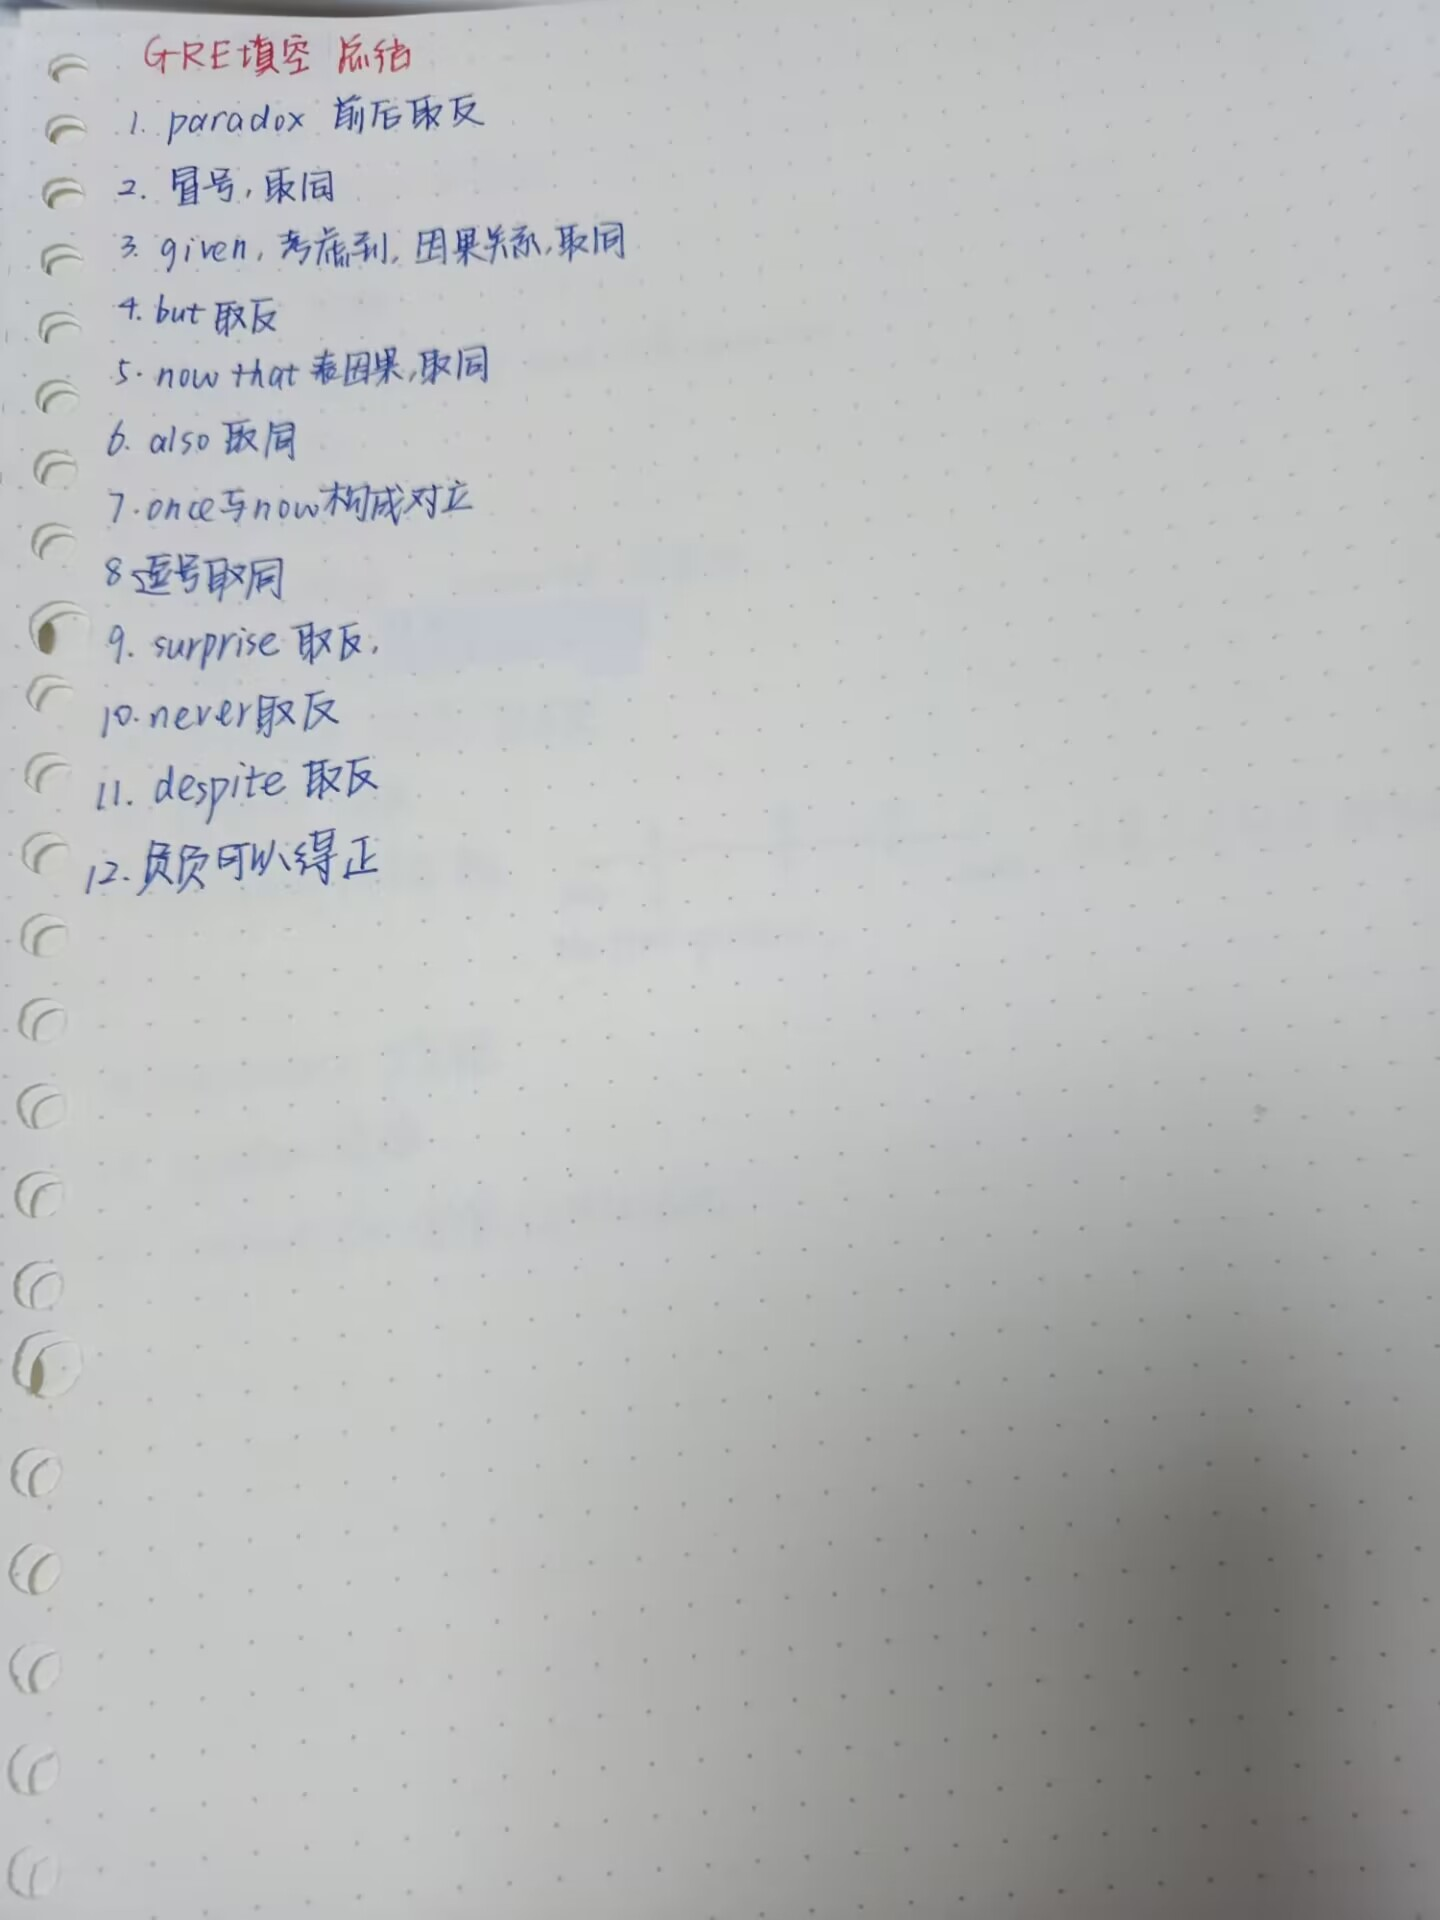 GRE填空 总结
1. paradox 前后取反
2. 冒号,取同
3. given, 考虑到, 因果关系,取同
4. but 取反
5. now that 表因果,取同
6. also 取同
7. once与now构成对立
8.逗号取同
9. surprise 取反,
10. never取反
11. despite 取反
12. 负负可以得正